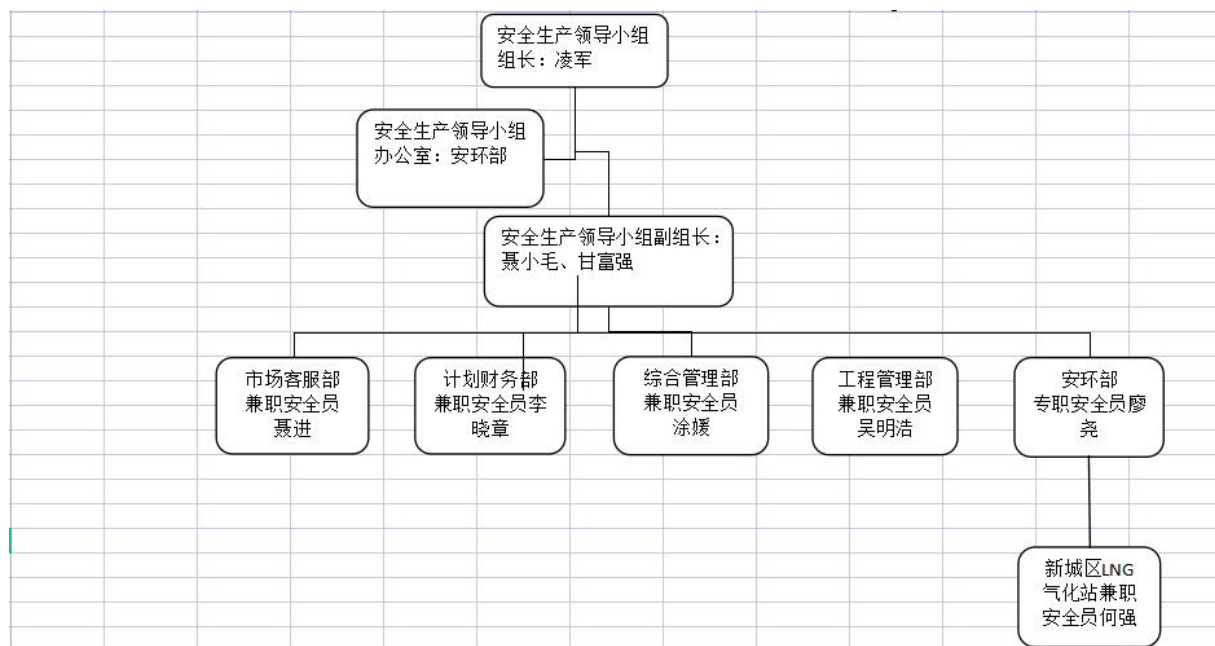 安全生产领导小组
组长：凌军
安全生产领导小组
办公室：安环部
安全生产领导小组副组长：
聂小毛、甘富强
市场客服部
兼职安全员
聂进
计划财务部
兼职安全员李
晓章
综合管理部
兼职安全员
涂媛
工程管理部
兼职安全员
吴明浩
安环部
专职安全员廖
尧
新城区LNG
气化站兼职
安全员何强